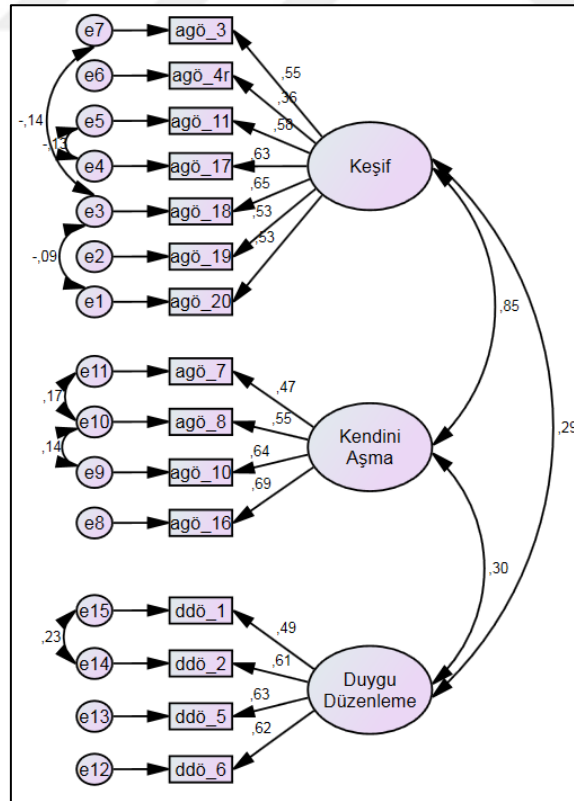 e7 agö_3
,55
e6 agö_4r
,36
-,14
e5 agö_11
,58
-,13
e4 agö_17
,63
Keşif
,65
e3 agö_18
,53
-,09
e2 agö_19
,53
e1 agö_20
,85
e11 agö_7
,47
,17
e10 agö_8
,55
,29
,14
e9 agö_10
,64
Kendini
Aşma
,69
e8 agö_16
,30
e15 ddö_1
,49
,23
e14 ddö_2
,61
e13 ddö_5
,63
Duygu
Düzenleme
,62
e12 ddö_6